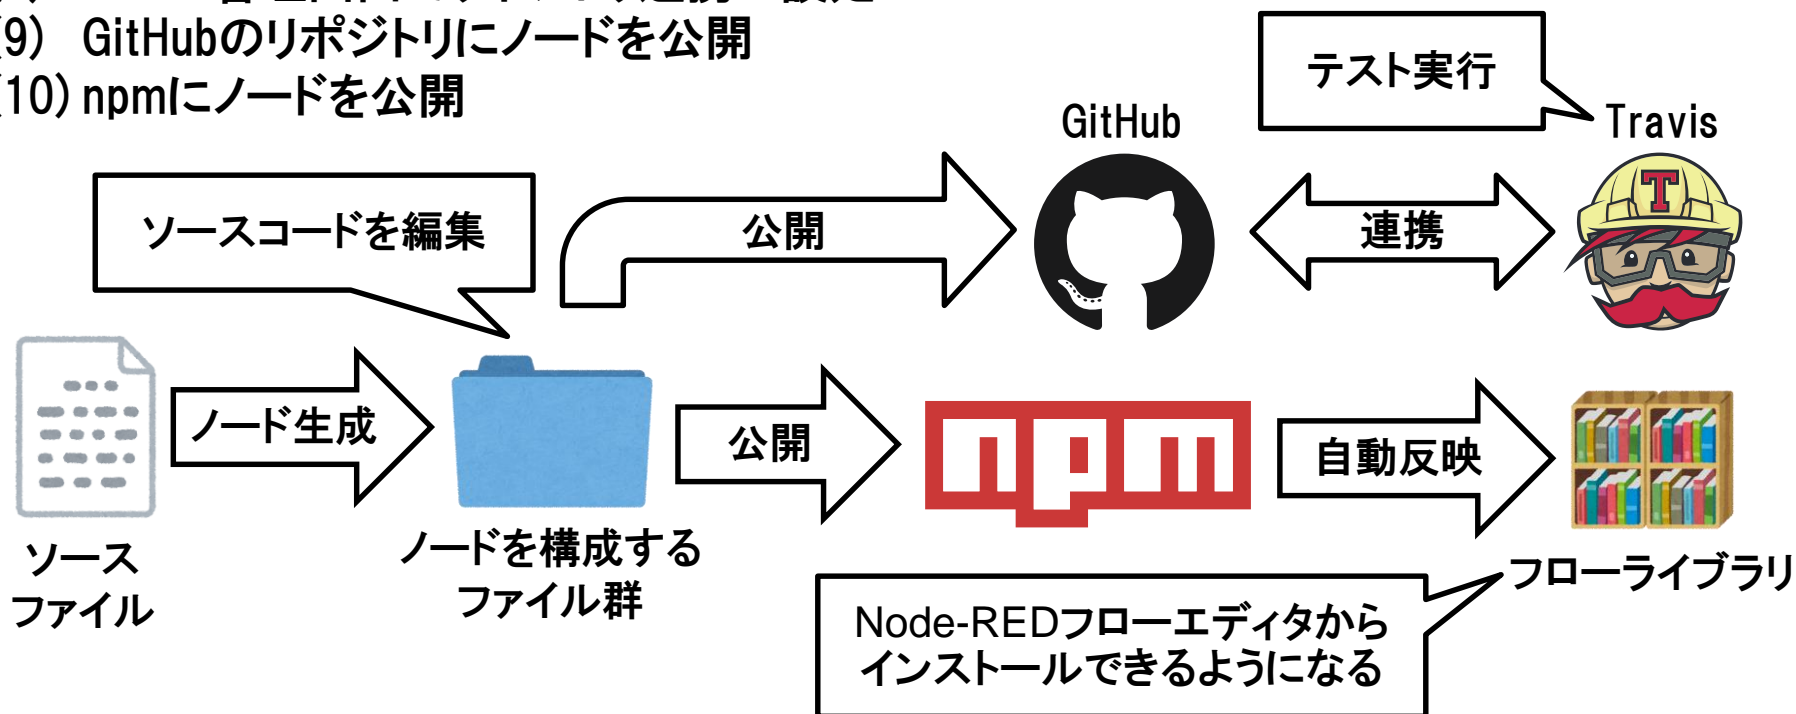 (9) GitHubのリポジトリにノードを公開
(10) npmにノードを公開
テスト実行
GitHub
Travis
ソースコードを編集
公開
連携
T
ノード生成
公開
npm
自動反映
ソース
ファイル
ノードを構成する
ファイル群
フローライブラリ
Node-REDフローエディタから
インストールできるようになる